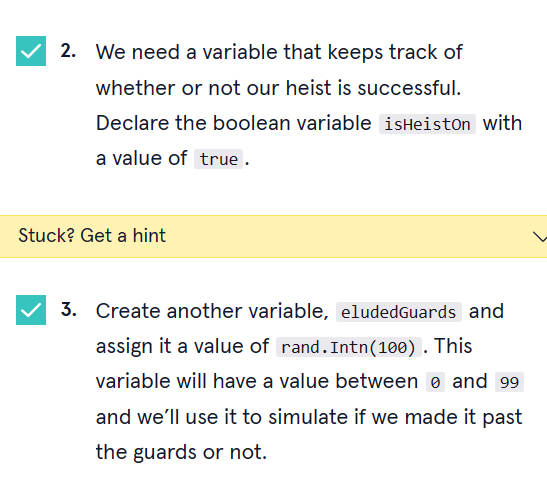 2. We need a variable that keeps track of
whether or not our heist is successful.
Declare the boolean variable isHeistOn with
a value of true.
Stuck? Get a hint
3. Create another variable, eludedGuards and
assign it a value of rand.Intn(100). This
variable will have a value between 0 and 99
and we’ll use it to simulate if we made it past
the guards or not.